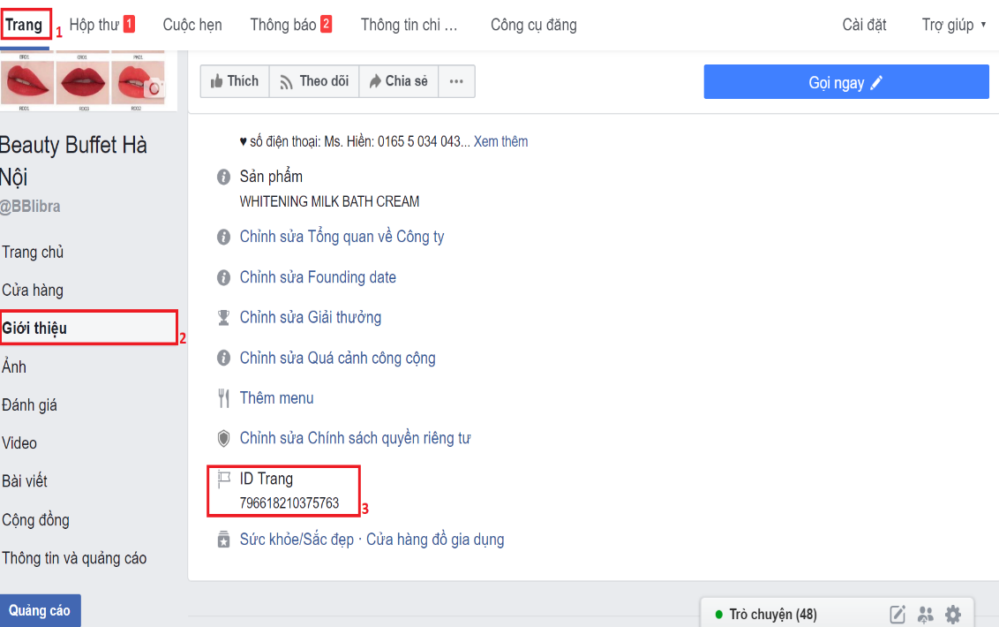 Trang 1 Hộp thư 1 Cuộc hẹn Thông báo 2 Thông tin chi ... Công cụ đăng Cài đặt Trợ giúp
RO01 RO03 RO02
Thích Theo dõi Chia sẻ ... Gọi ngay
Beauty Buffet Hà
Nội
@BBlibra
Trang chủ
Cửa hàng
Giới thiệu 2
Ảnh
Đánh giá
Video
Bài viết
Cộng đồng
Thông tin và quảng cáo
Quảng cáo
♥ số điện thoại: Ms. Hiền: 0165 5 034 043... Xem thêm
Sản phẩm
WHITENING MILK BATH CREAM
Chỉnh sửa Tổng quan về Công ty
Chỉnh sửa Founding date
Chỉnh sửa Giải thưởng
Chỉnh sửa Quá cảnh công cộng
Thêm menu
Chỉnh sửa Chính sách quyền riêng tư
ID Trang
796618210375763 3
Sức khỏe/Sắc đẹp · Cửa hàng đồ gia dụng
Trò chuyện (48)